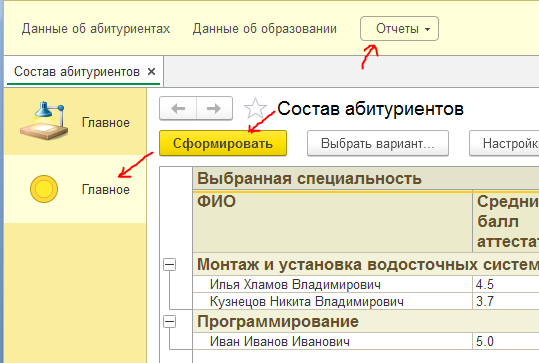 Данные об абитуриентах Данные об образовании Отчеты
Состав абитуриентов ×
Главное
Главное
Состав абитуриентов
Сформировать Выбрать вариант... Настройк
Выбранная специальность
ФИО Средни
балл
аттестат
Монтаж и установка водосточных систем
Илья Хламов Владимирович 4.5
Кузнецов Никита Владимирович 3.7
Программирование
Иван Иванов Иванович 5.0